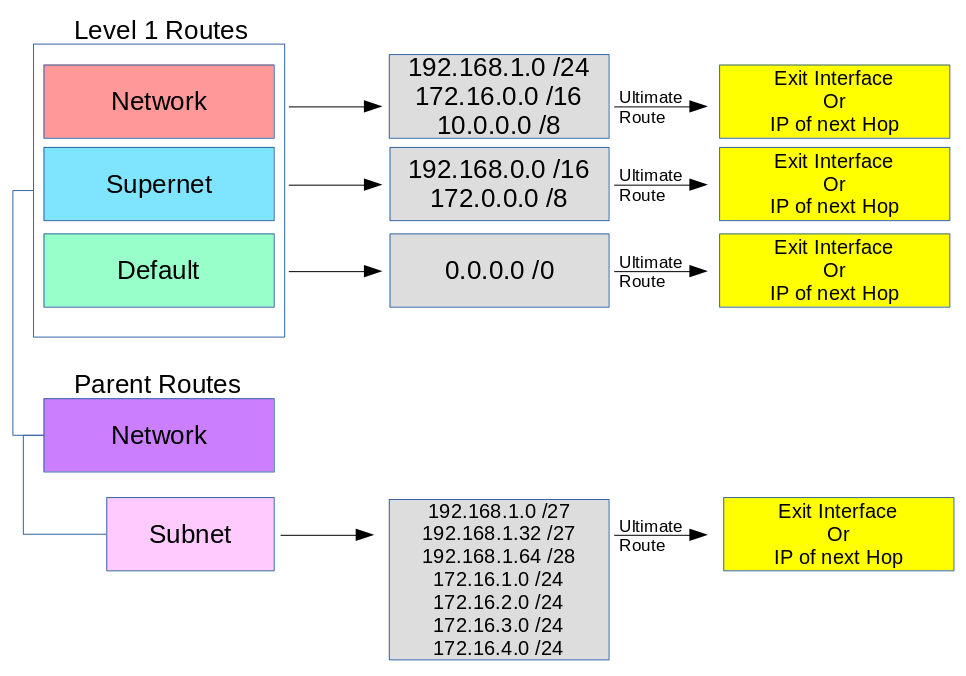 Level 1 Routes
Network
192.168.1.0 /24
172.16.0.0 /16
10.0.0.0 /8
Ultimate
Route
Exit Interface
Or
IP of next Hop
Supernet
192.168.0.0 /16
172.0.0.0 /8
Ultimate
Route
Exit Interface
Or
IP of next Hop
Default
0.0.0.0 /0
Ultimate
Route
Exit Interface
Or
IP of next Hop
Parent Routes
Network
Subnet
192.168.1.0 /27
192.168.1.32 /27
192.168.1.64 /28
172.16.1.0 /24
172.16.2.0 /24
172.16.3.0 /24
172.16.4.0 /24
Ultimate
Route
Exit Interface
Or
IP of next Hop